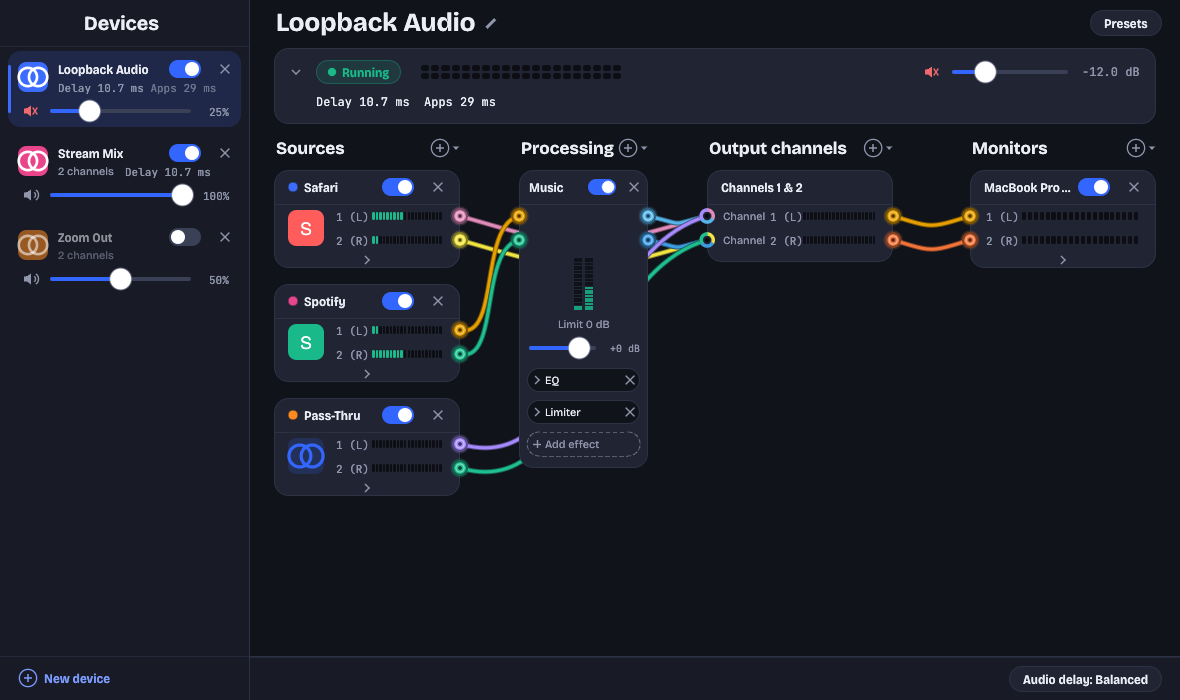 Devices
Loopback Audio
Delay 10.7 ms Apps 29 ms
25%
Stream Mix
2 channels Delay 10.7 ms
100%
Zoom Out
2 channels
50%
New device
Loopback Audio
Presets
Running
-12.0 dB
Delay 10.7 ms Apps 29 ms
Sources
Safari
S
1 (L)
2 (R)
Spotify
S
1 (L)
2 (R)
Pass-Thru
1 (L)
2 (R)
Processing
Music
Limit 0 dB
+0 dB
EQ
Limiter
+ Add effect
Output channels
Channels 1 & 2
Channel 1 (L)
Channel 2 (R)
Monitors
MacBook Pro...
1 (L)
2 (R)
Audio delay: Balanced